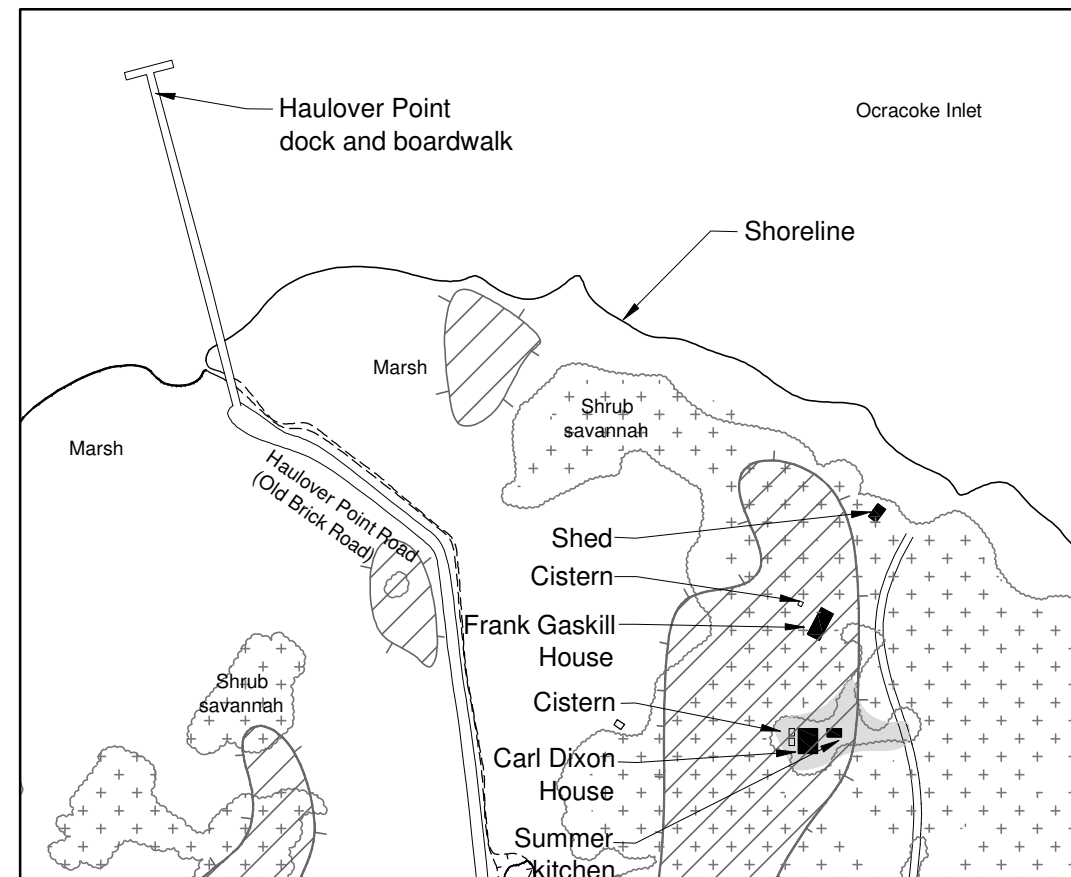 Haulover Point
dock and boardwalk
Ocracoke Inlet
Shoreline
Marsh
Shrub
savannah
Marsh
Haulover Point Road
(Old Brick Road)
Shed
Cistern
Frank Gaskill
House
Shrub
savannah
Cistern
Carl Dixon
House
Summer
kitchen